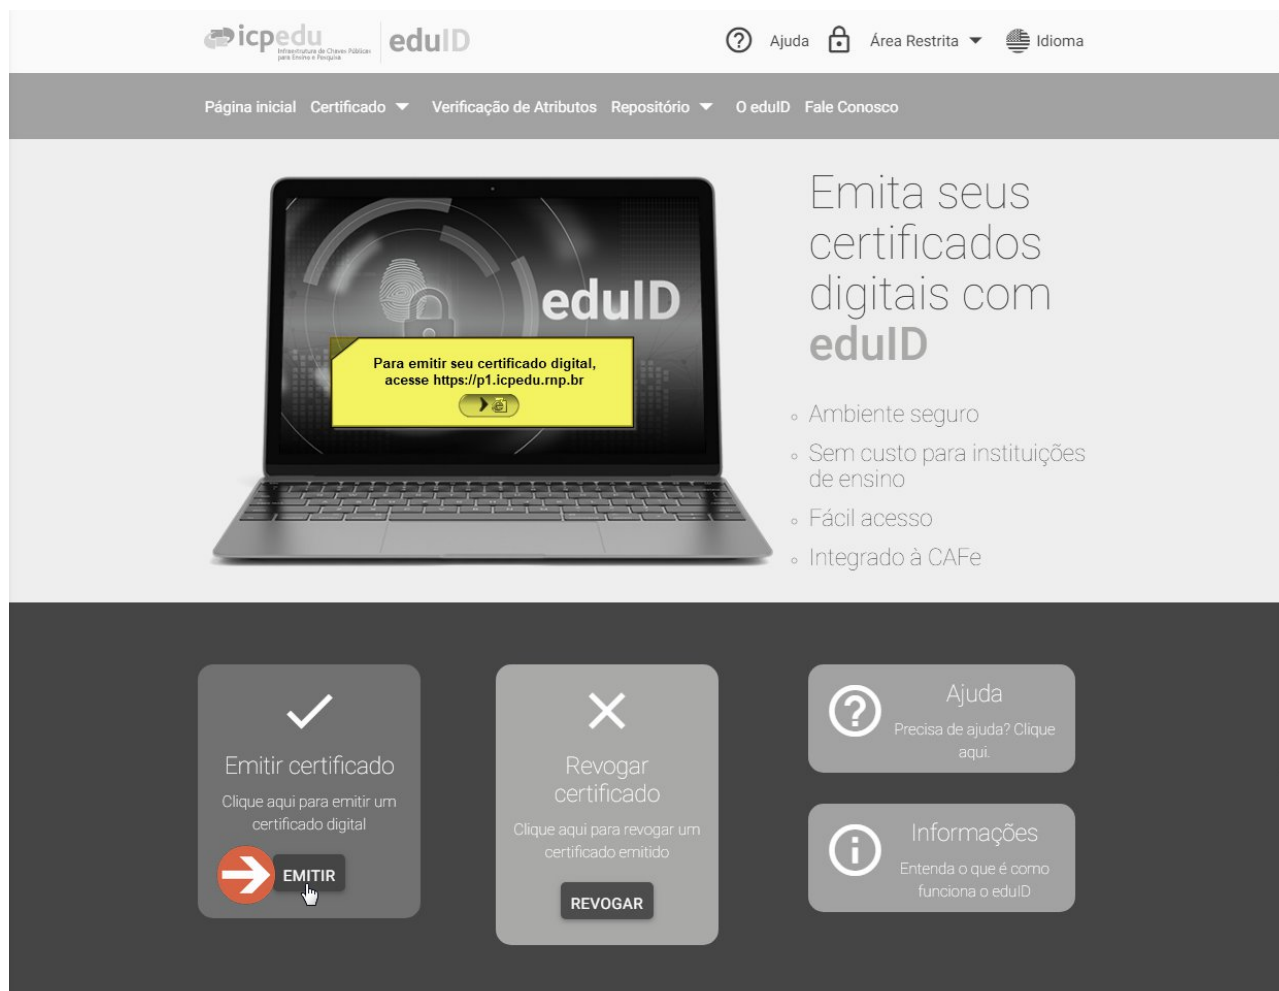 icpedu
Infraestrutura de Chaves Públicas
para Ensino e Pesquisa
eduID
Ajuda
Área Restrita
Idioma
Página inicial Certificado Verificação de Atributos Repositório O eduID Fale Conosco
eduID
Para emitir seu certificado digital,
acesse https://p1.icpedu.rnp.br
Emita seus
certificados
digitais com
eduID
Ambiente seguro
Sem custo para instituições
de ensino
Fácil acesso
Integrado à CAFe
Emitir certificado
Clique aqui para emitir um
certificado digital
EMITIR
Revogar
certificado
Clique aqui para revogar um
certificado emitido
REVOGAR
Ajuda
Precisa de ajuda? Clique
aqui.
Informações
Entenda o que é como
funciona o eduID